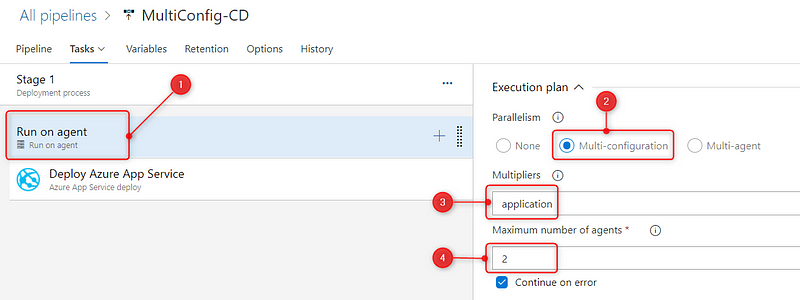 All pipelines > MultiConfig-CD
Pipeline Tasks Variables Retention Options History
Stage 1
Deployment process
...
1
Run on agent
Run on agent
+
Deploy Azure App Service
Azure App Service deploy
Execution plan
2
Parallelism
None Multi-configuration Multi-agent
Multipliers
3
application
Maximum number of agents *
4
2
Continue on error